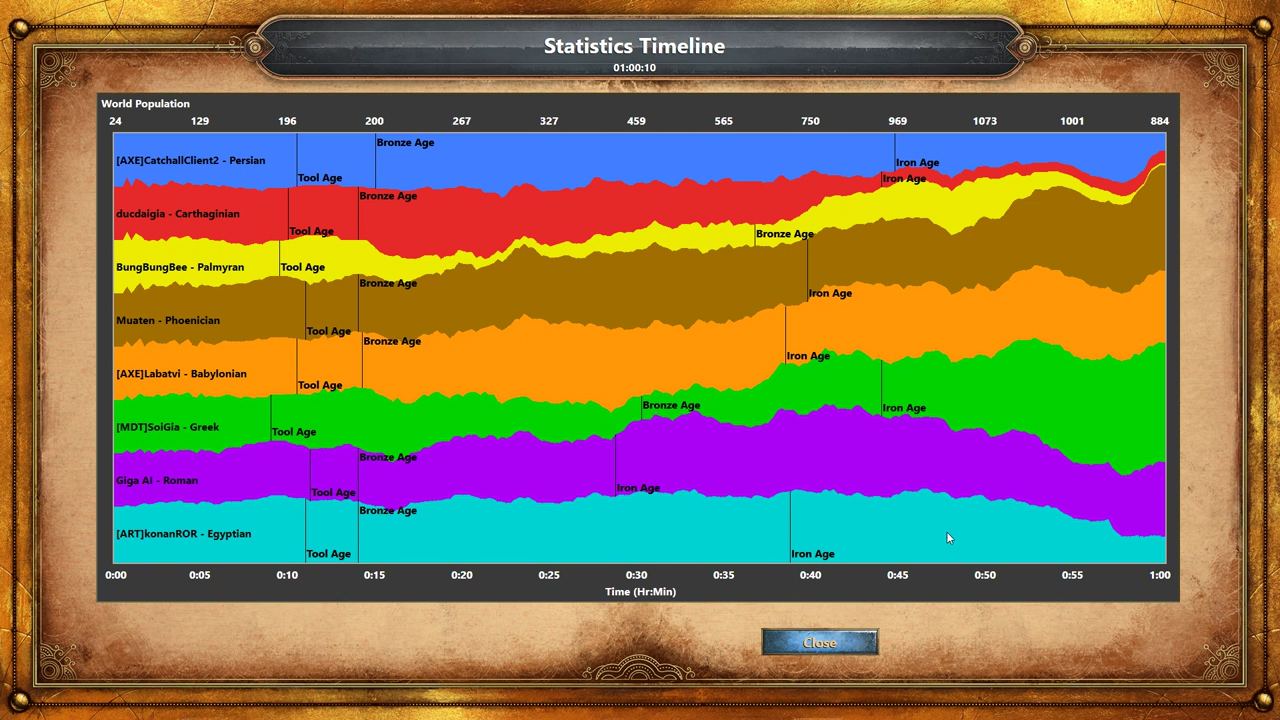 Statistics Timeline
01:00:10
World Population
24 129 196 200 267 327 459 565 750 969 1073 1001 884
Bronze Age
[AXE]CatchallClient2 - Persian
Iron Age
Tool Age
Iron Age
Bronze Age
ducdaigia - Carthaginian
Tool Age
Bronze Age
BungBungBee - Palmyran
Tool Age
Bronze Age
Iron Age
Muaten - Phoenician
Tool Age
Bronze Age
Iron Age
[AXE]Labatvi - Babylonian
Tool Age
Bronze Age
Iron Age
[MDT]SoiGia - Greek
Tool Age
Bronze Age
Giga AI - Roman
Iron Age
Tool Age
Bronze Age
[ART]konanROR - Egyptian
Tool Age
Iron Age
0:00 0:05 0:10 0:15 0:20 0:25 0:30 0:35 0:40 0:45 0:50 0:55 1:00
Time (Hr:Min)
Close